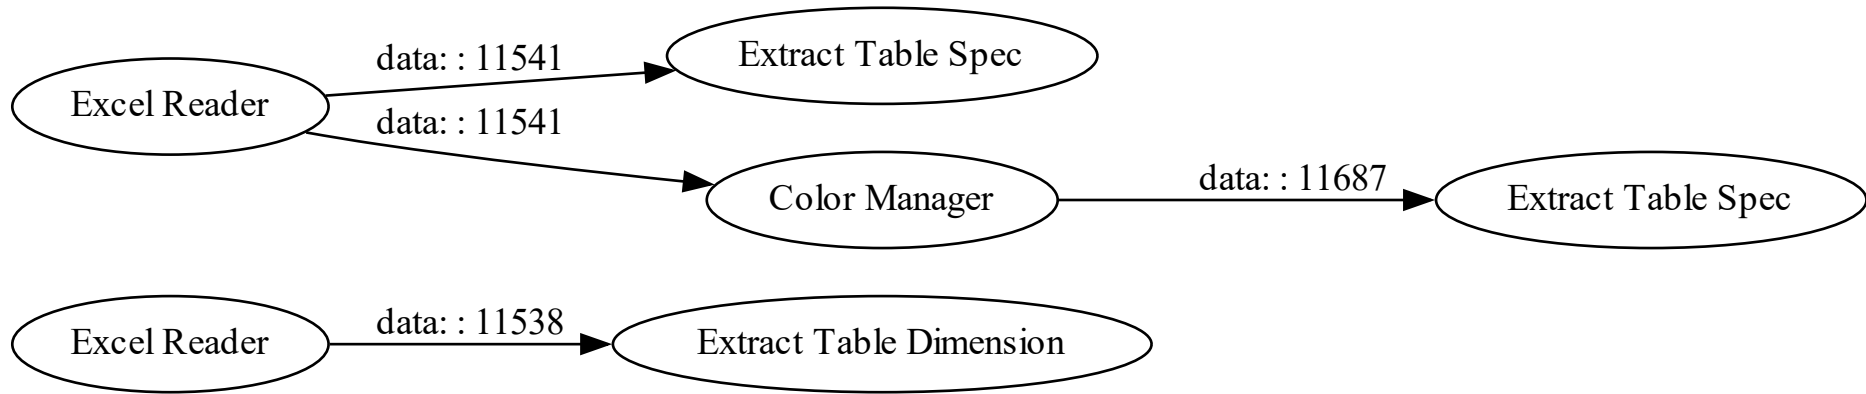 Excel Reader
data: : 11541
Extract Table Spec
data: : 11541
Color Manager
data: : 11687
Extract Table Spec
Excel Reader
data: : 11538
Extract Table Dimension